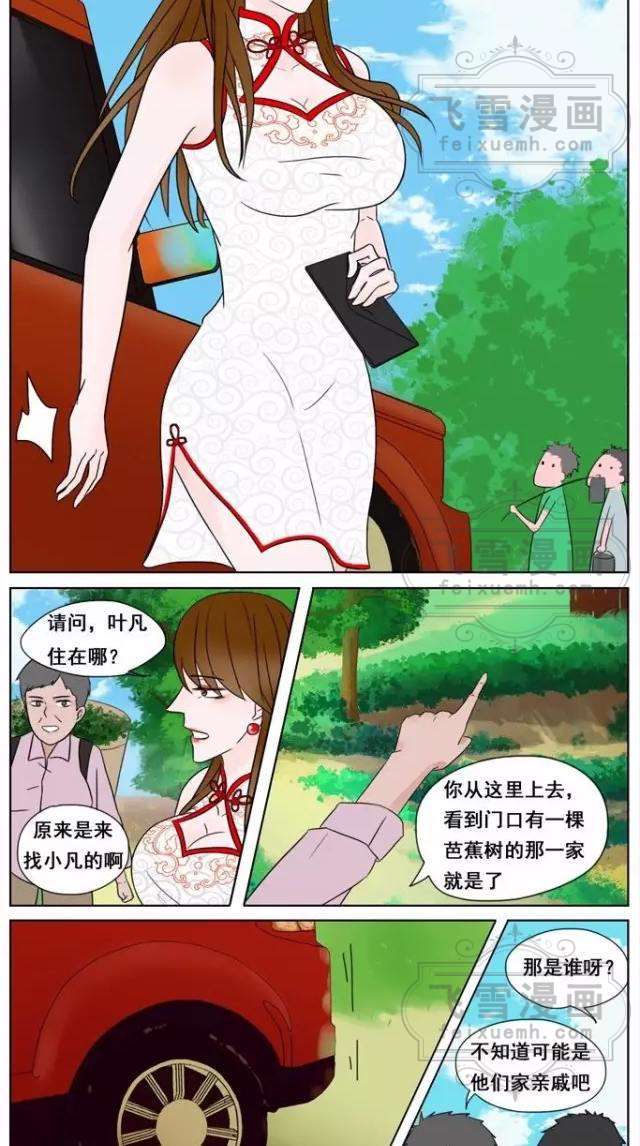 飞雪漫画
feixuemh.com
飞雪漫画
feixuemh.com
请问，叶凡
住在哪？
原来是来
找小凡的啊
你从这里上去，
看到门口有一棵
芭蕉树的那一家
就是了
那是谁呀？
飞雪漫画
feixuemh.com
不知道可能是
他们家亲戚吧